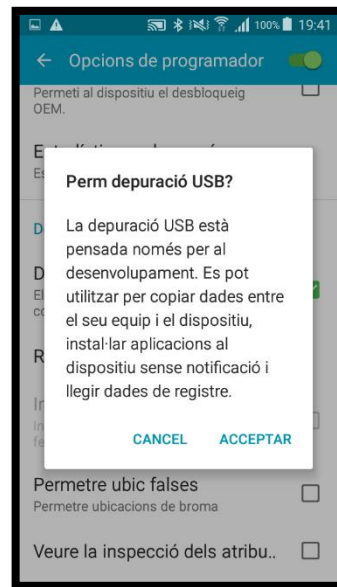 100% 19:41
Opcions de programador
Permeti al dispositiu el desbloqueig
OEM.
Perm depuració USB?
La depuració USB està
pensada només per al
desenvolupament. Es pot
utilitzar per copiar dades entre
el seu equip i el dispositiu,
instal·lar aplicacions al
dispositiu sense notificació i
llegir dades de registre.
CANCEL ACCEPTAR
Permetre ubic falses
Permetre ubicacions de broma
Veure la inspecció dels atribu..